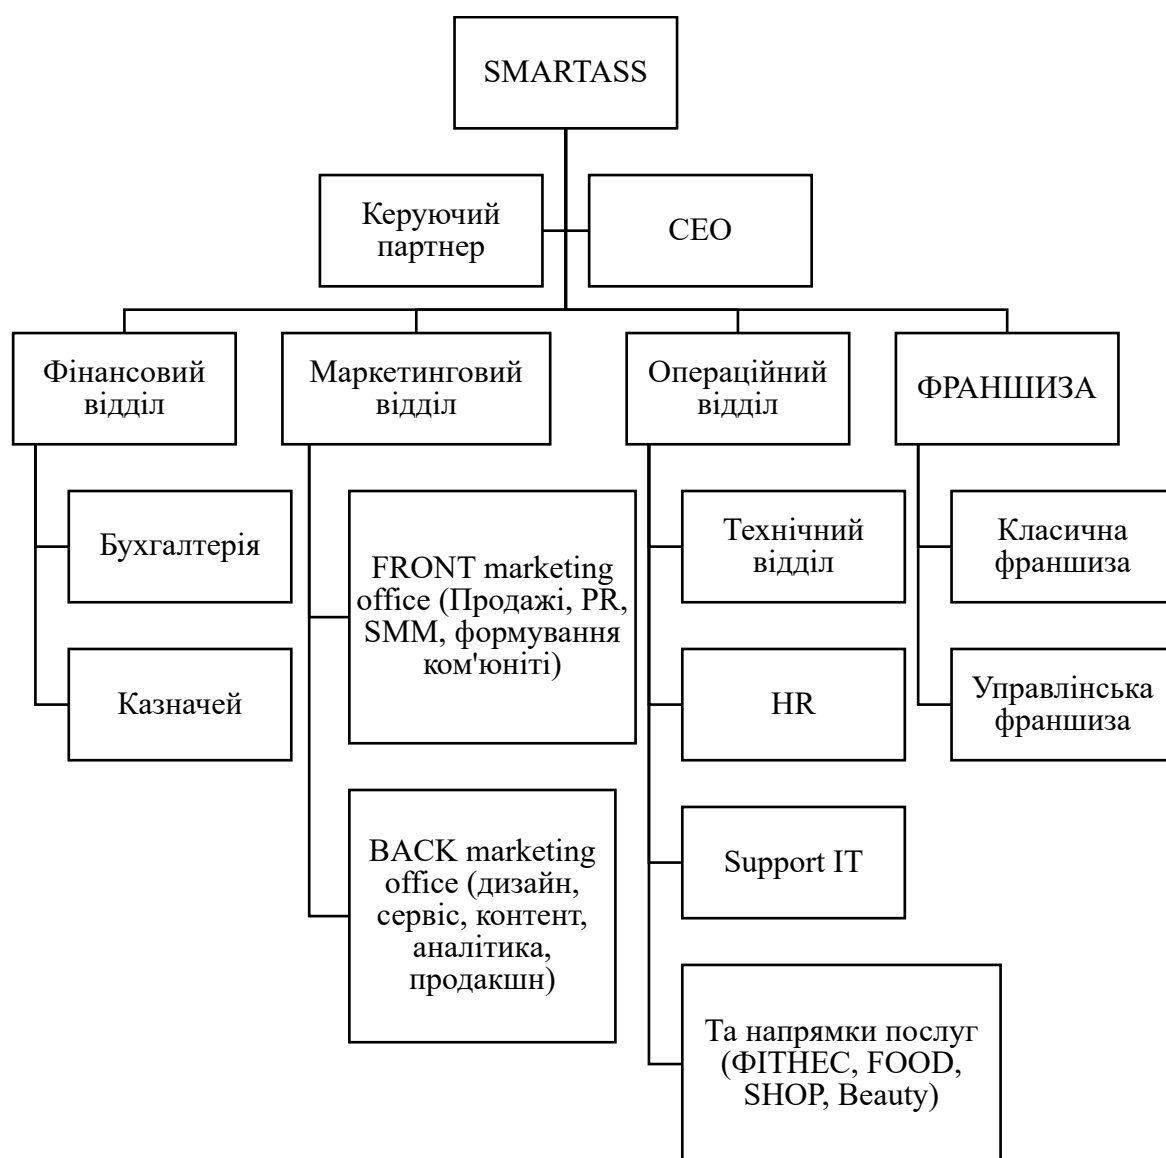 SMARTASS
Керуючий
партнер
CEO
Фінансовий
відділ
Маркетинговий
відділ
Операційний
відділ
ФРАНШИЗА
Бухгалтерія
Казначей
FRONT marketing
office (Продажі, PR,
SMM, формування
ком'юніті)
BACK marketing
office (дизайн,
сервіс, контент,
аналітика,
продакшн)
Технічний
відділ
HR
Support IT
Та напрямки послуг
(ФІТНЕС, FOOD,
SHOP, Beauty)
Класична
франшиза
Управлінська
франшиза